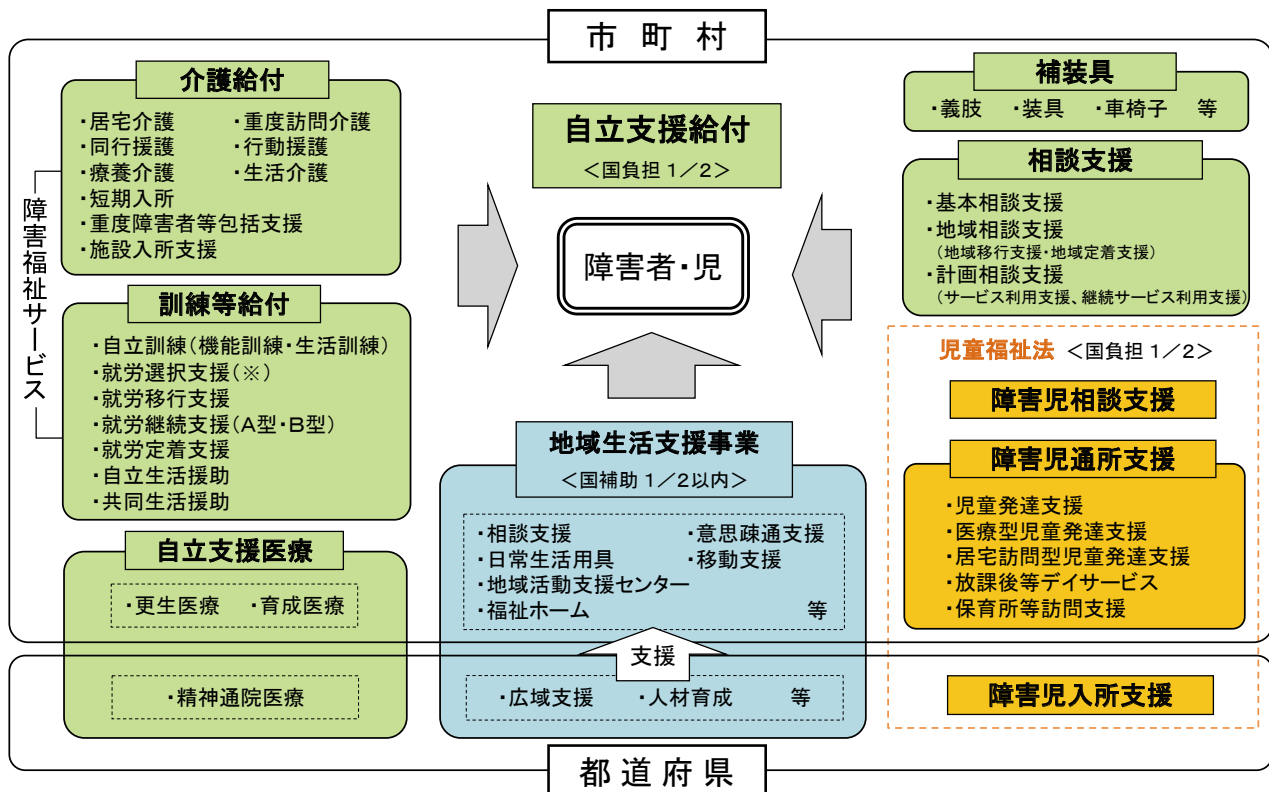 市町村
介護給付
・居宅介護 ・重度訪問介護
・同行援護 ・行動援護
・療養介護 ・生活介護
・短期入所
・重度障害者等包括支援
・施設入所支援
障害福祉サービス
訓練等給付
・自立訓練(機能訓練・生活訓練)
・就労選択支援(※)
・就労移行支援
・就労継続支援(A型・B型)
・就労定着支援
・自立生活援助
・共同生活援助
自立支援医療
・更生医療 ・育成医療
・精神通院医療
自立支援給付
<国負担 1/2>
障害者・児
地域生活支援事業
<国補助 1/2以内>
・相談支援 ・意思疎通支援
・日常生活用具 ・移動支援
・地域活動支援センター
・福祉ホーム 等
支援
・広域支援 ・人材育成 等
補装具
・義肢 ・装具 ・車椅子 等
相談支援
・基本相談支援
・地域相談支援
(地域移行支援・地域定着支援)
・計画相談支援
(サービス利用支援、継続サービス利用支援)
児童福祉法 <国負担 1/2>
障害児相談支援
障害児通所支援
・児童発達支援
・医療型児童発達支援
・居宅訪問型児童発達支援
・放課後等デイサービス
・保育所等訪問支援
障害児入所支援
都道府県